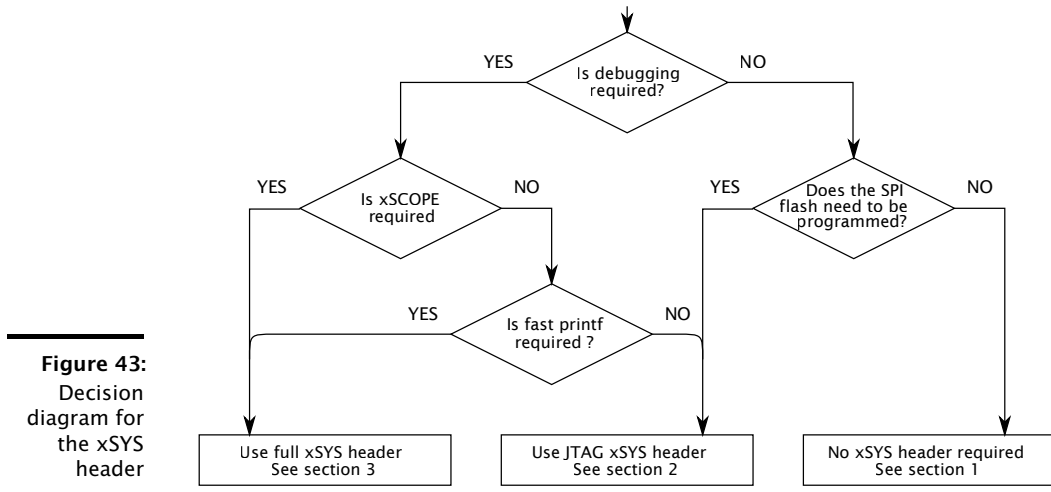 Is debugging
required?
YES
NO
Is xSCOPE
required
YES
NO
Does the SPI
flash need to be
programmed?
YES
NO
Is fast printf
required ?
YES
NO
Use full xSYS header
See section 3
Use JTAG xSYS header
See section 2
No xSYS header required
See section 1
Figure 43:
Decision
diagram for
the xSYS
header